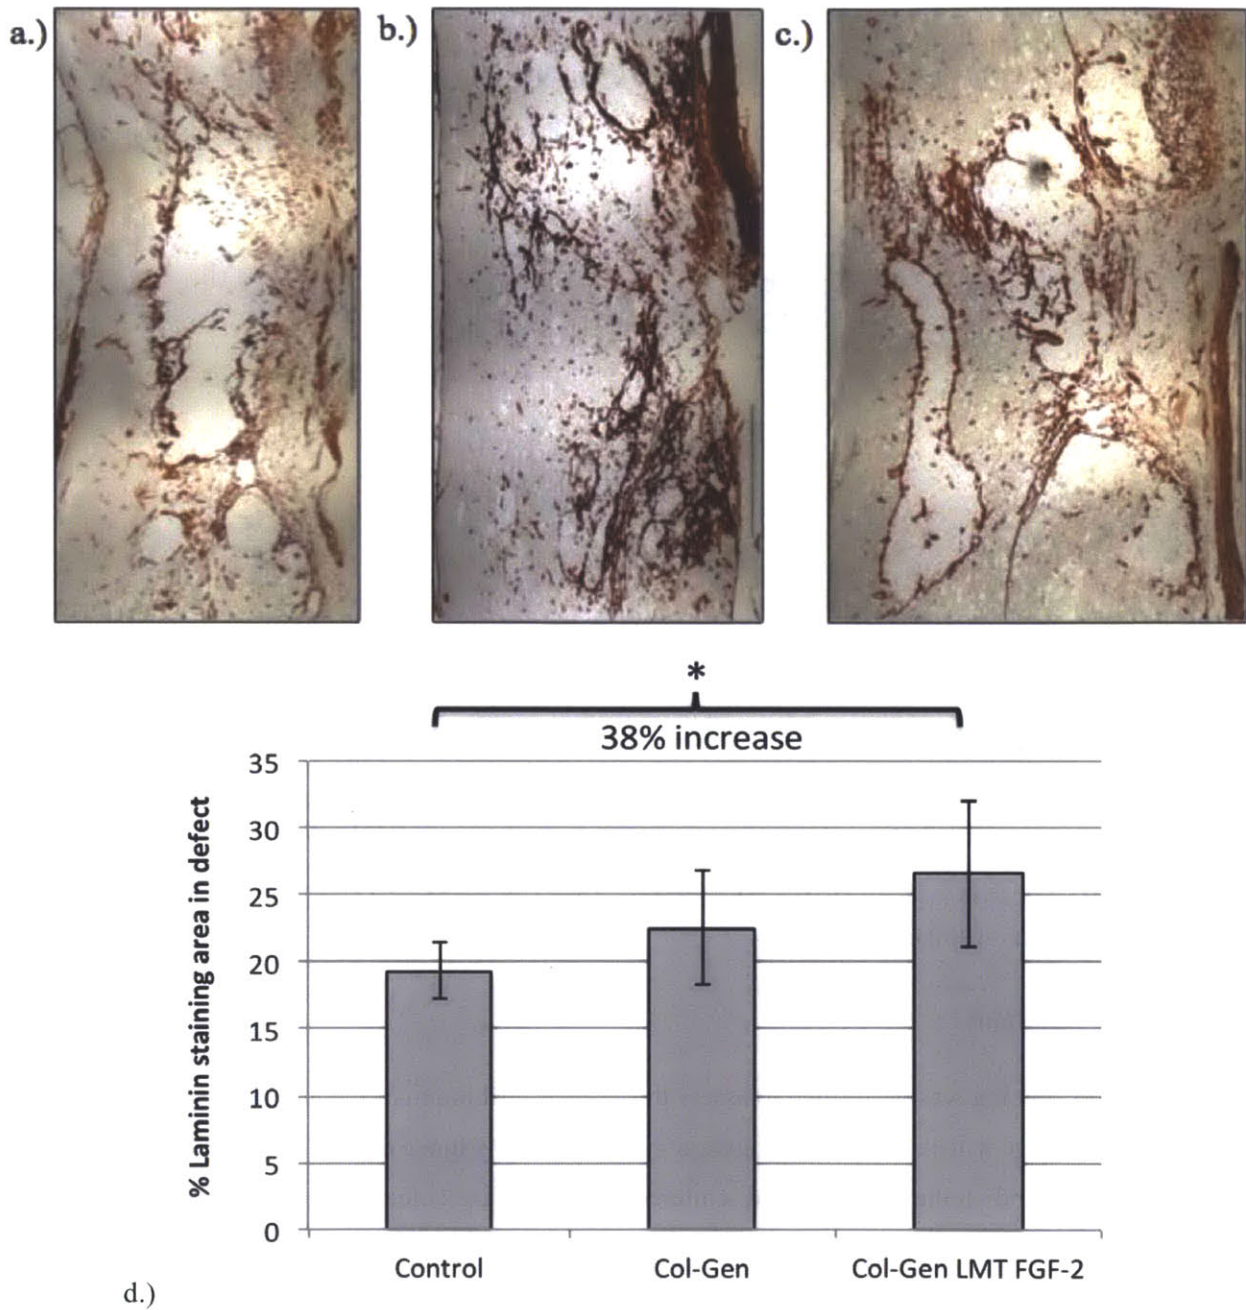 a.)
b.)
c.)
*
38% increase
% Laminin staining area in defect
35
30
25
20
15
10
5
0
Control
Col-Gen
Col-Gen LMT FGF-2
d.)